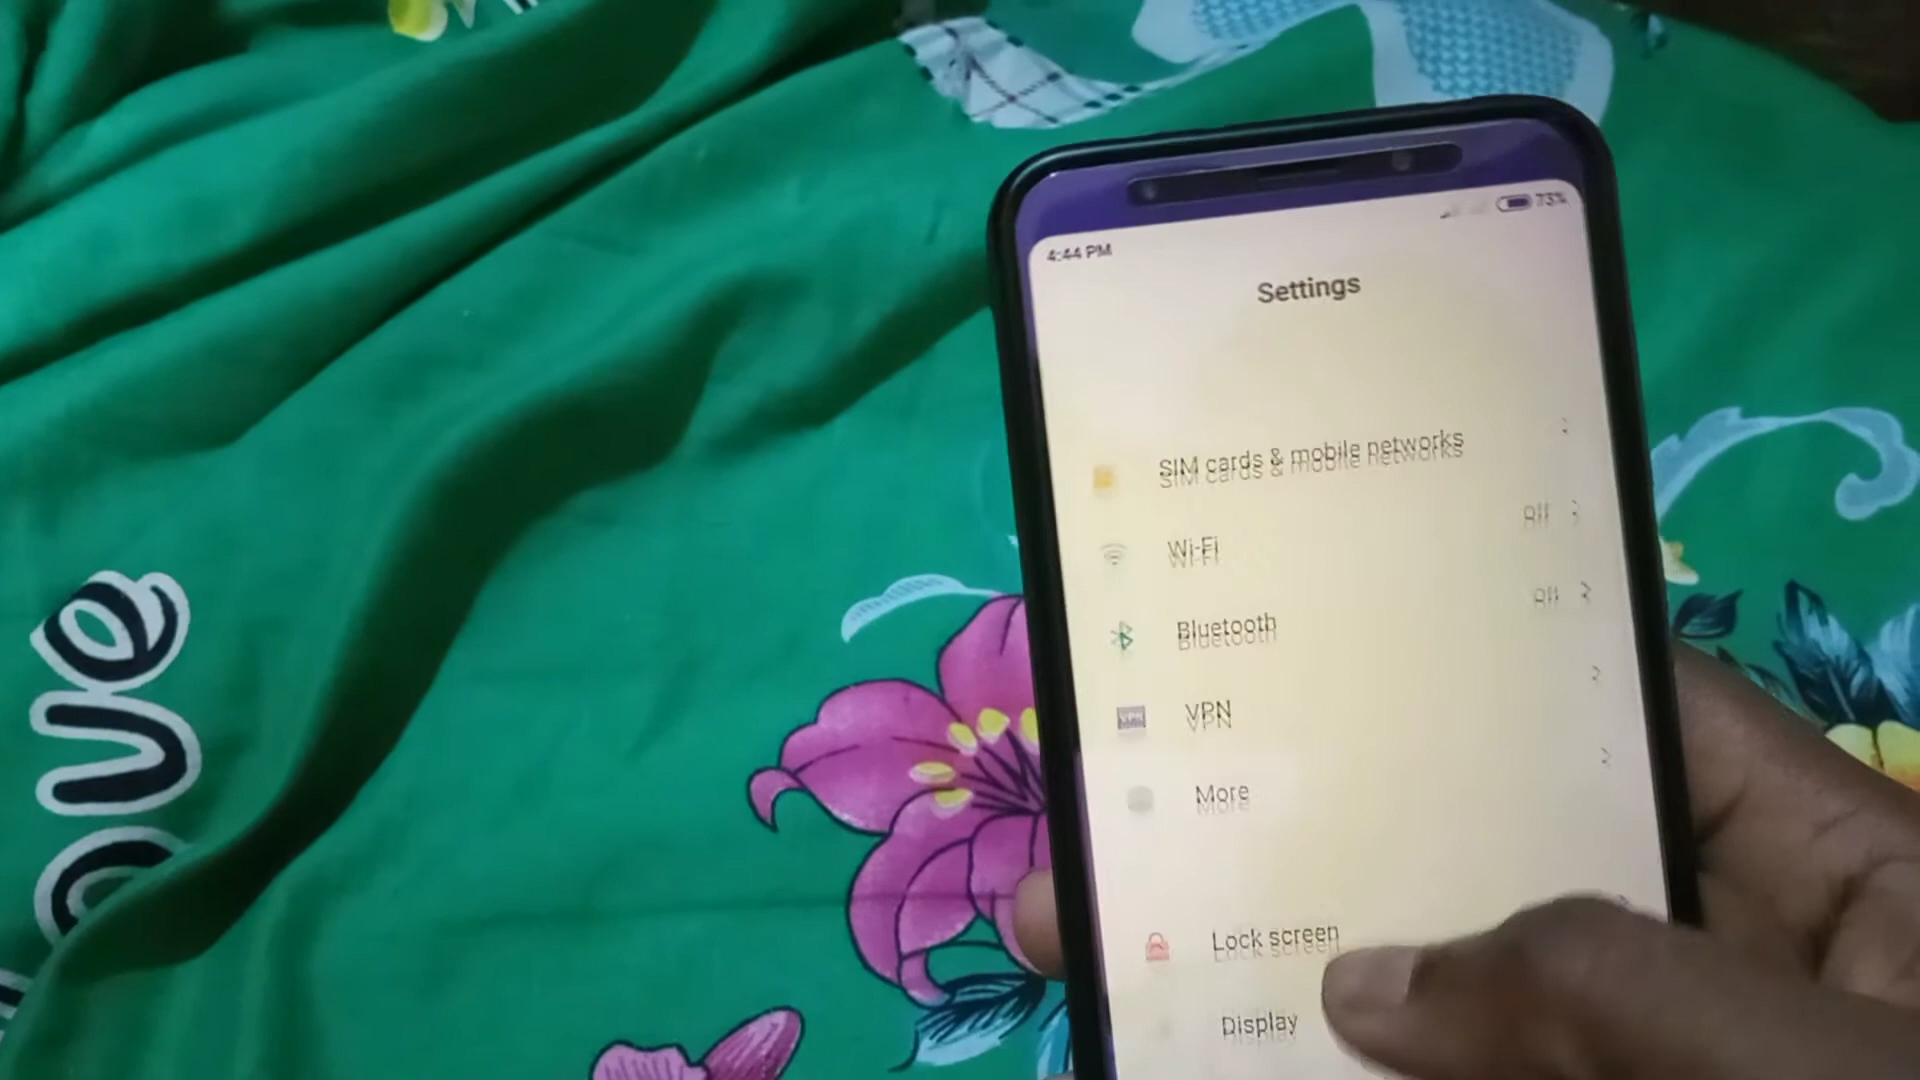 4:44 PM
73%
Settings
SIM cards & mobile networks
Wi-Fi
Off
Bluetooth
Off
VPN
More
Lock screen
Display
ove